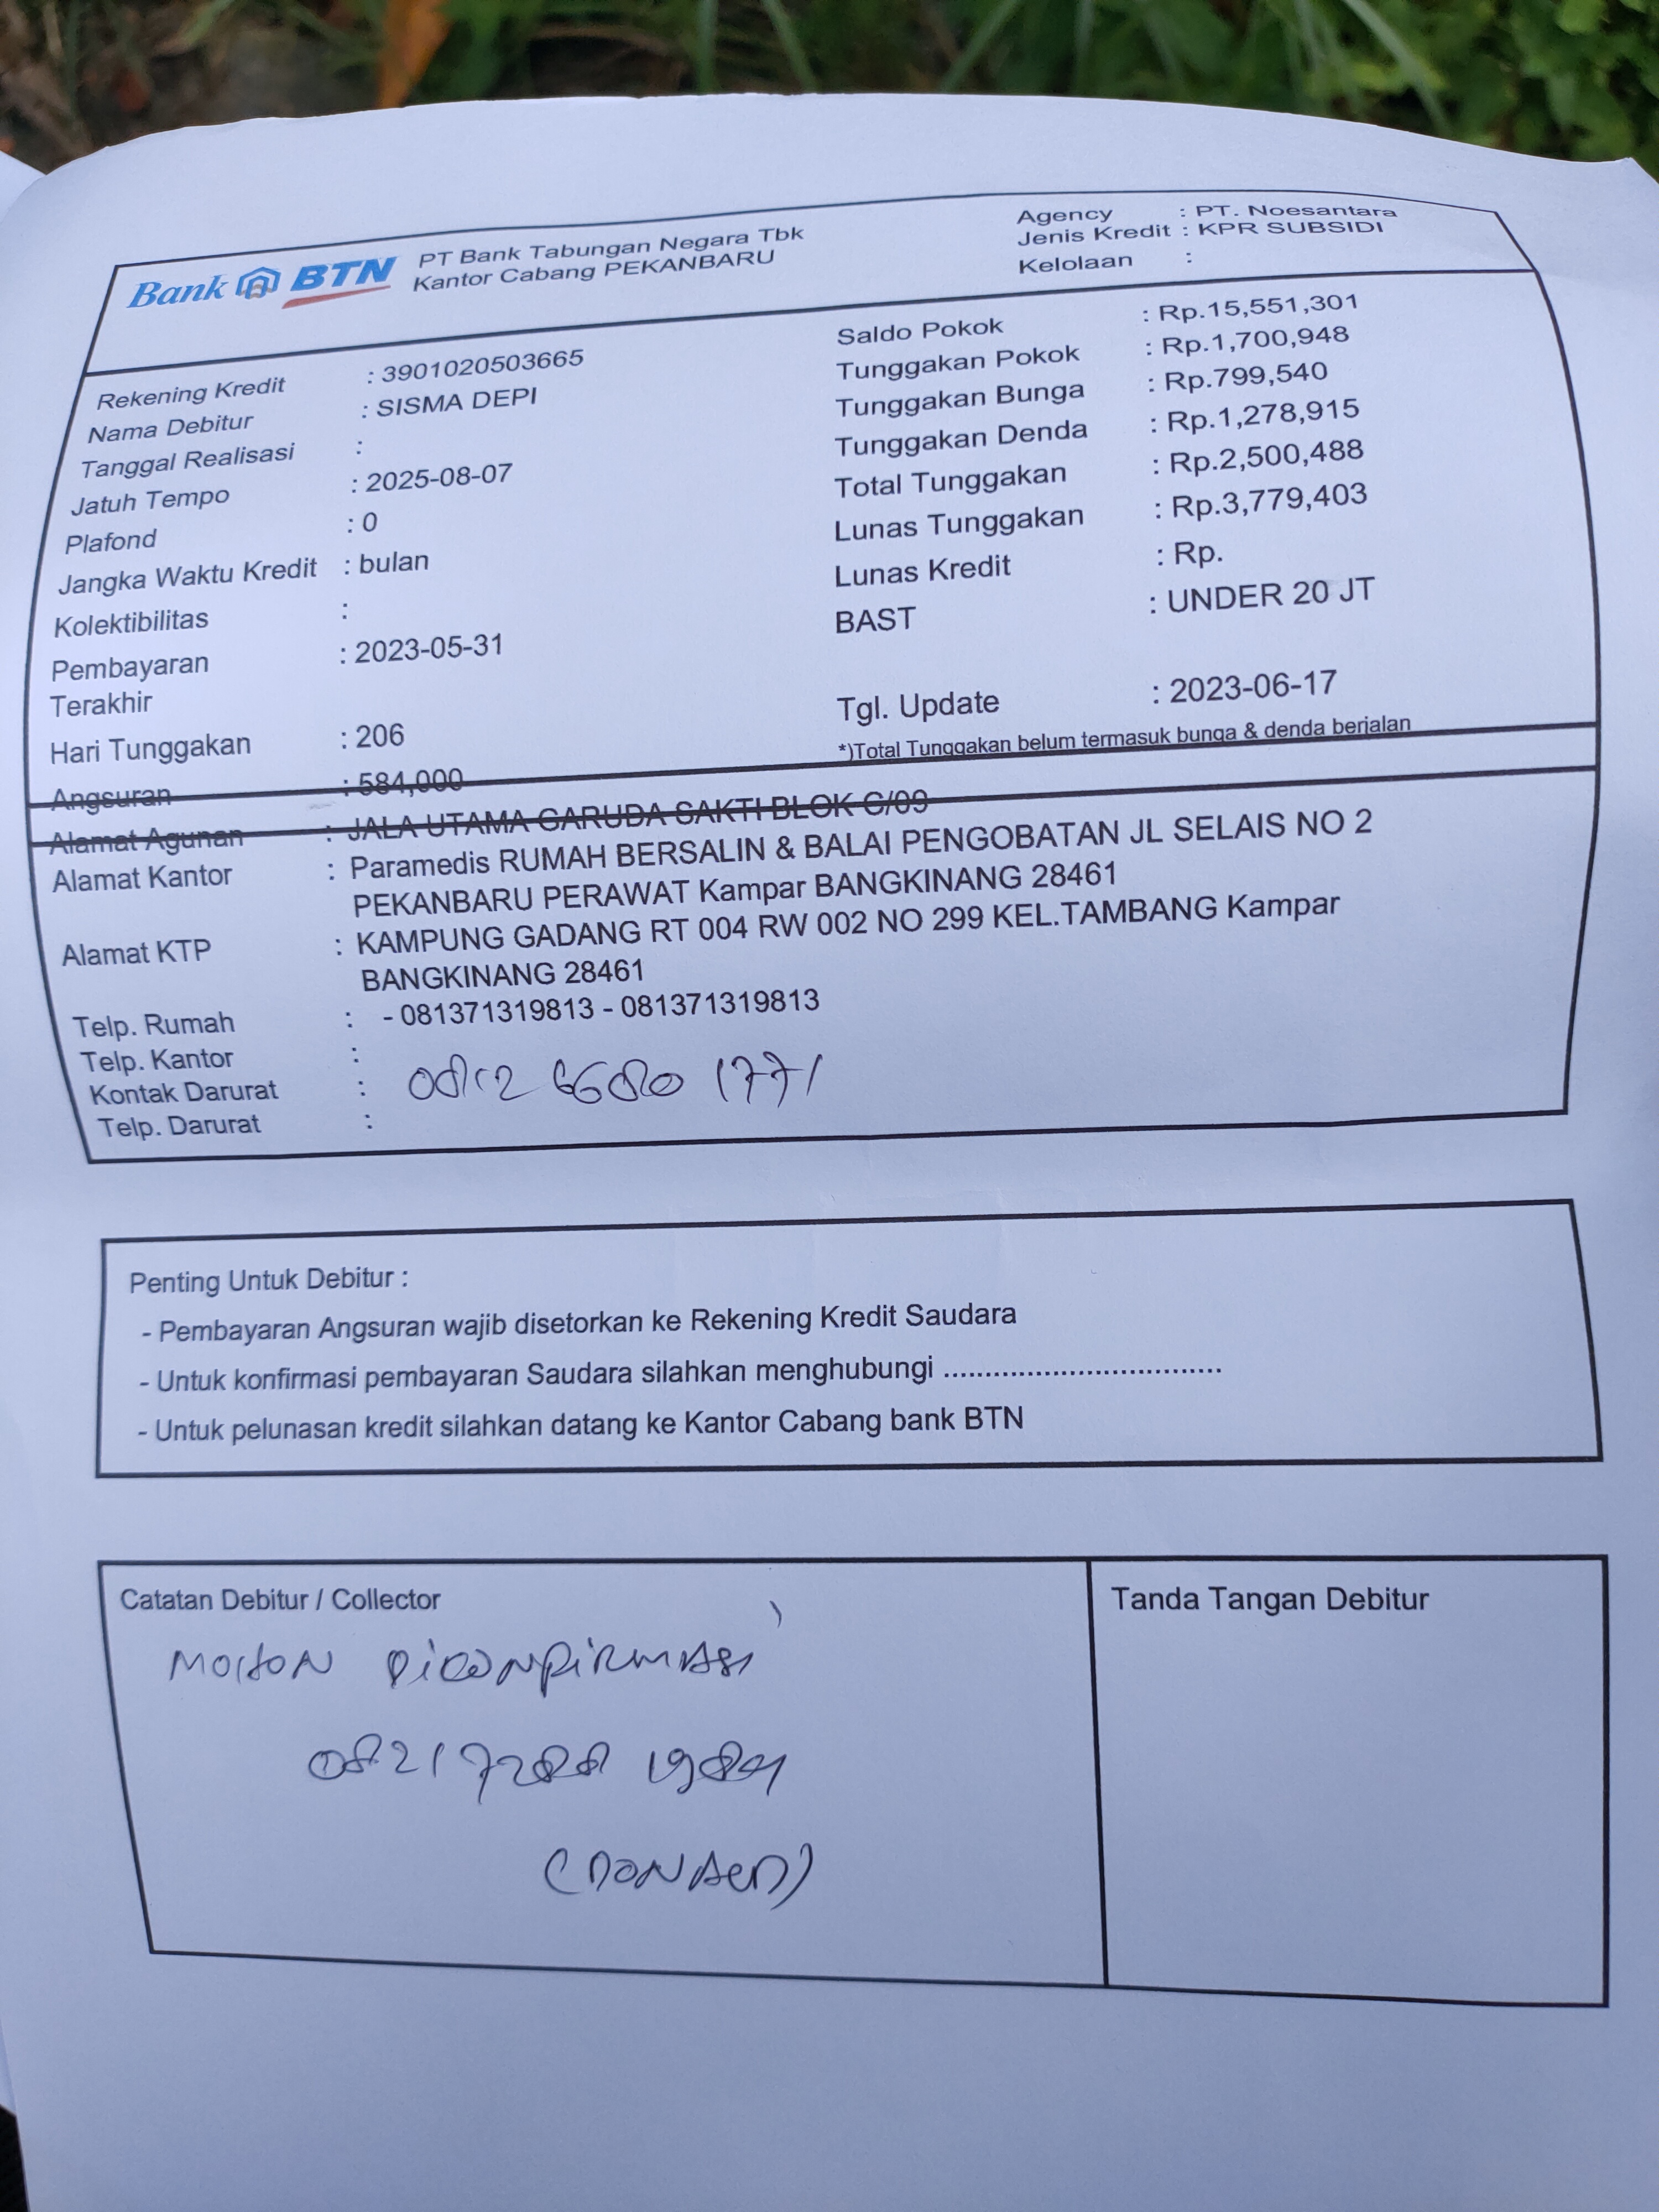 Bank BTN
PT Bank Tabungan Negara Tbk
Kantor Cabang PEKANBARU
Agency : PT. Noesantara
Jenis Kredit : KPR SUBSIDI
Kelolaan :
Rekening Kredit : 3901020503665
Nama Debitur : SISMA DEPI
Tanggal Realisasi :
Jatuh Tempo : 2025-08-07
Plafond : 0
Jangka Waktu Kredit : bulan
Kolektibilitas :
Pembayaran : 2023-05-31
Terakhir
Hari Tunggakan : 206
Angsuran : 584,000
Saldo Pokok : Rp.15,551,301
Tunggakan Pokok : Rp.1,700,948
Tunggakan Bunga : Rp.799,540
Tunggakan Denda : Rp.1,278,915
Total Tunggakan : Rp.2,500,488
Lunas Tunggakan : Rp.3,779,403
Lunas Kredit : Rp.
BAST : UNDER 20 JT
Tgl. Update : 2023-06-17
*)Total Tunggakan belum termasuk bunga & denda berjalan
Alamat Agunan : JALA UTAMA GARUDA SAKTI BLOK C/09
Alamat Kantor : Paramedis RUMAH BERSALIN & BALAI PENGOBATAN JL SELAIS NO 2
PEKANBARU PERAWAT Kampar BANGKINANG 28461
Alamat KTP : KAMPUNG GADANG RT 004 RW 002 NO 299 KEL.TAMBANG Kampar
BANGKINANG 28461
Telp. Rumah : - 081371319813 - 081371319813
Telp. Kantor :
Kontak Darurat : 0812 6680 1771
Telp. Darurat :
Penting Untuk Debitur :
- Pembayaran Angsuran wajib disetorkan ke Rekening Kredit Saudara
- Untuk konfirmasi pembayaran Saudara silahkan menghubungi ..................................
- Untuk pelunasan kredit silahkan datang ke Kantor Cabang bank BTN
Catatan Debitur / Collector
Tanda Tangan Debitur
MOHON DiCONPiRMASi
0821 7288